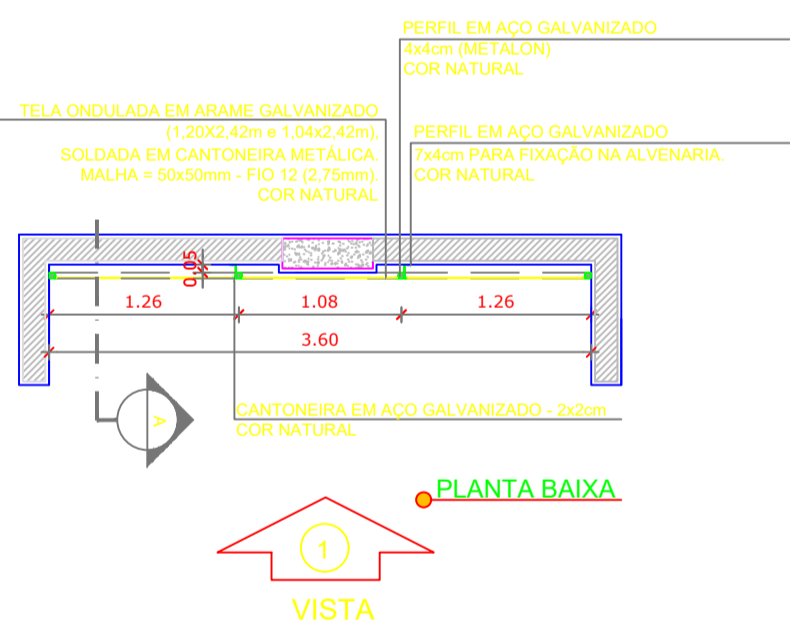 PERFIL EM AÇO GALVANIZADO
4x4cm (METALON)
COR NATURAL
TELA ONDULADA EM ARAME GALVANIZADO
(1,20X2,42m e 1,04x2,42m),
SOLDADA EM CANTONEIRA METÁLICA.
MALHA = 50x50mm - FIO 12 (2,75mm).
COR NATURAL
PERFIL EM AÇO GALVANIZADO
7x4cm PARA FIXAÇÃO NA ALVENARIA.
COR NATURAL
0.05
1.26
1.08
1.26
3.60
A
CANTONEIRA EM AÇO GALVANIZADO - 2x2cm
COR NATURAL
PLANTA BAIXA
1
VISTA